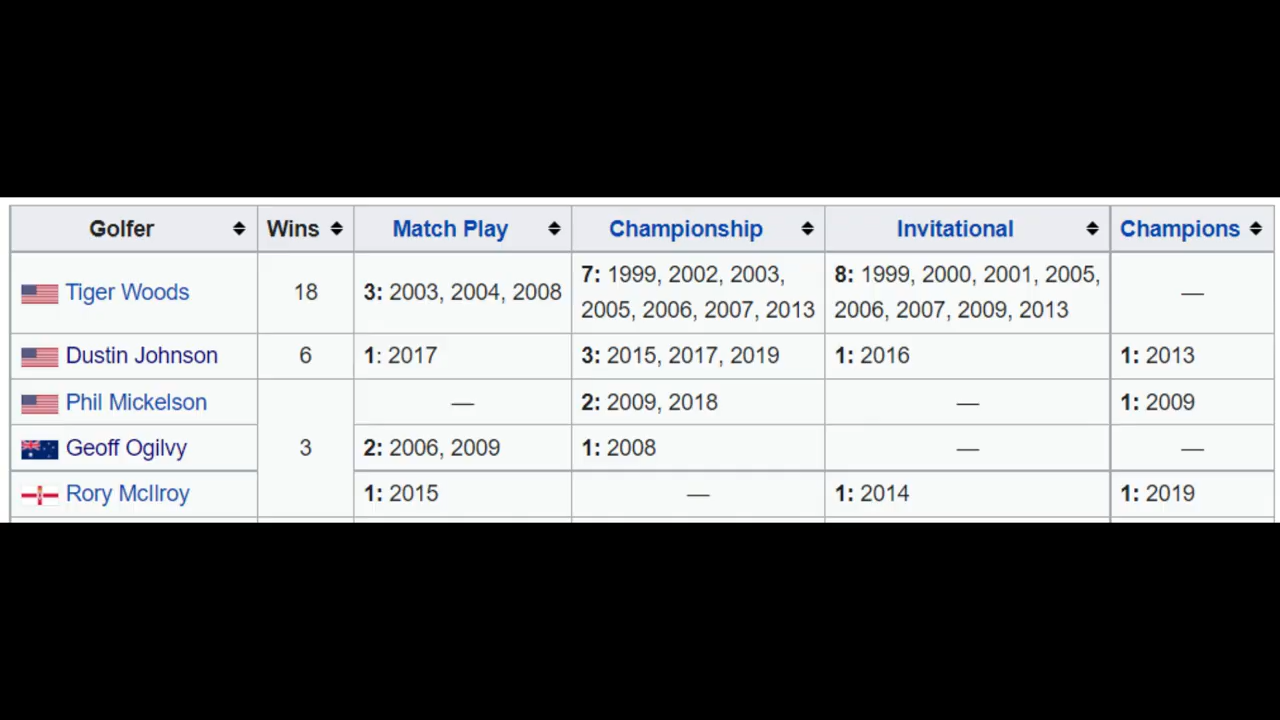 Golfer Wins Match Play Championship Invitational Champions
Tiger Woods 18 3: 2003, 2004, 2008 7: 1999, 2002, 2003, 8: 1999, 2000, 2001, 2005, —
2005, 2006, 2007, 2013 2006, 2007, 2009, 2013
Dustin Johnson 6 1: 2017 3: 2015, 2017, 2019 1: 2016 1: 2013
Phil Mickelson — 2: 2009, 2018 — 1: 2009
Geoff Ogilvy 3 2: 2006, 2009 1: 2008 — —
Rory McIlroy 1: 2015 — 1: 2014 1: 2019